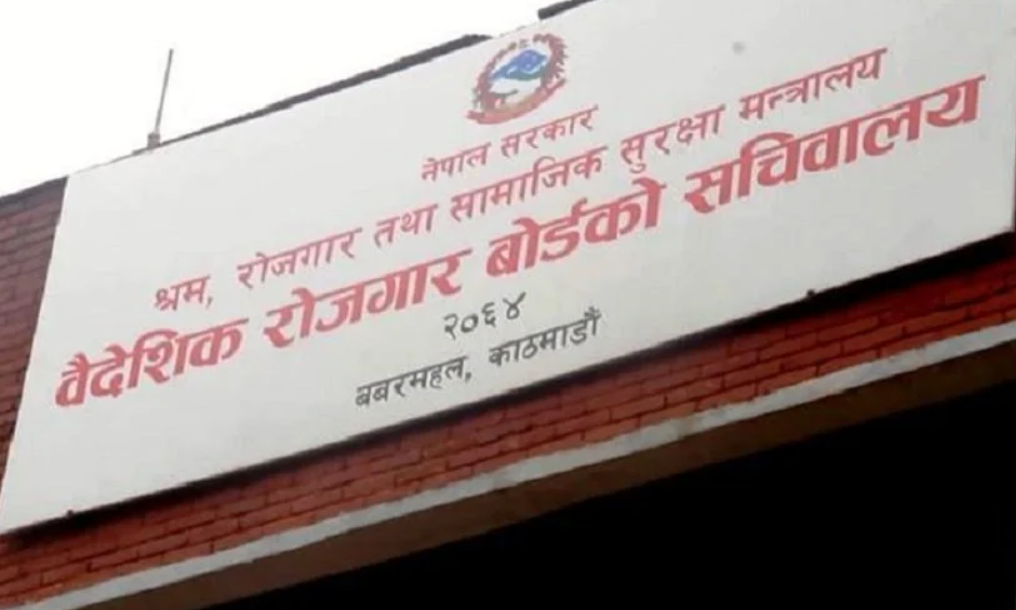 नेपाल सरकार
श्रम, रोजगार तथा सामाजिक सुरक्षा मन्त्रालय
वैदेशिक रोजगार बोर्डको सचिवालय
२०६४
बबरमहल, काठमाडौं